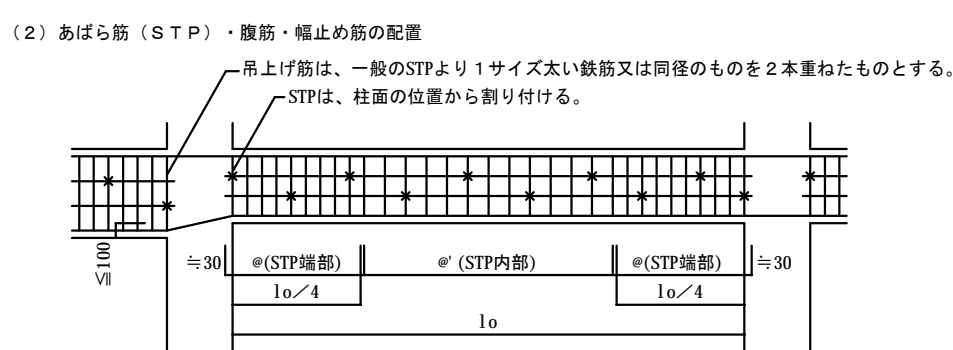 （２）あばら筋（ＳＴＰ）・腹筋・幅止め筋の配置
吊上げ筋は、一般のSTPより１サイズ太い鉄筋又は同径のものを２本重ねたものとする。
STPは、柱面の位置から割り付ける。
≦100
≒30
@(STP端部)
@' (STP内部)
@(STP端部)
≒30
lo／4
lo／4
lo